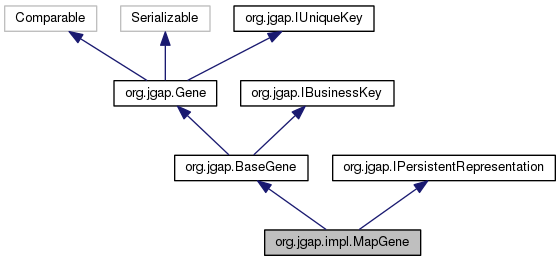 Comparable
Serializable
org.jgap.IUniqueKey
org.jgap.Gene
org.jgap.IBusinessKey
org.jgap.BaseGene
org.jgap.IPersistentRepresentation
org.jgap.impl.MapGene